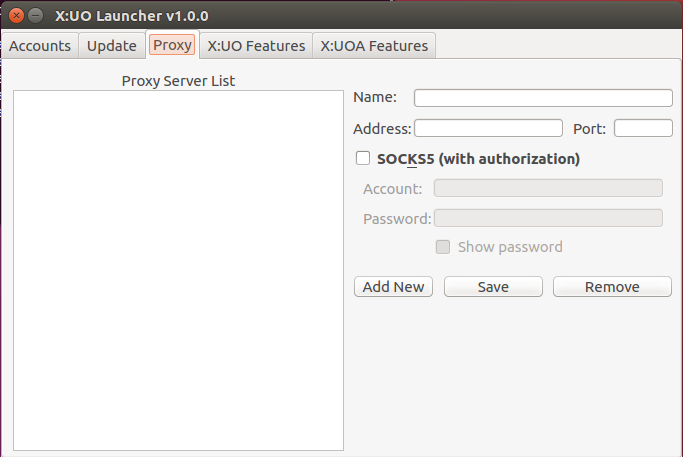 X:UO Launcher v1.0.0
Accounts Update Proxy X:UO Features X:UOA Features
Proxy Server List
Name:
Address: Port:
SOCKS5 (with authorization)
Account:
Password:
Show password
Add New Save Remove